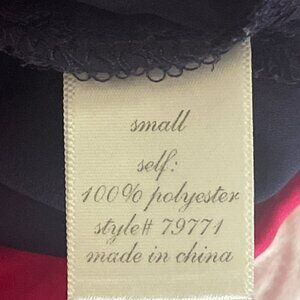 small
self:
100% polyester
style# 79771
made in china